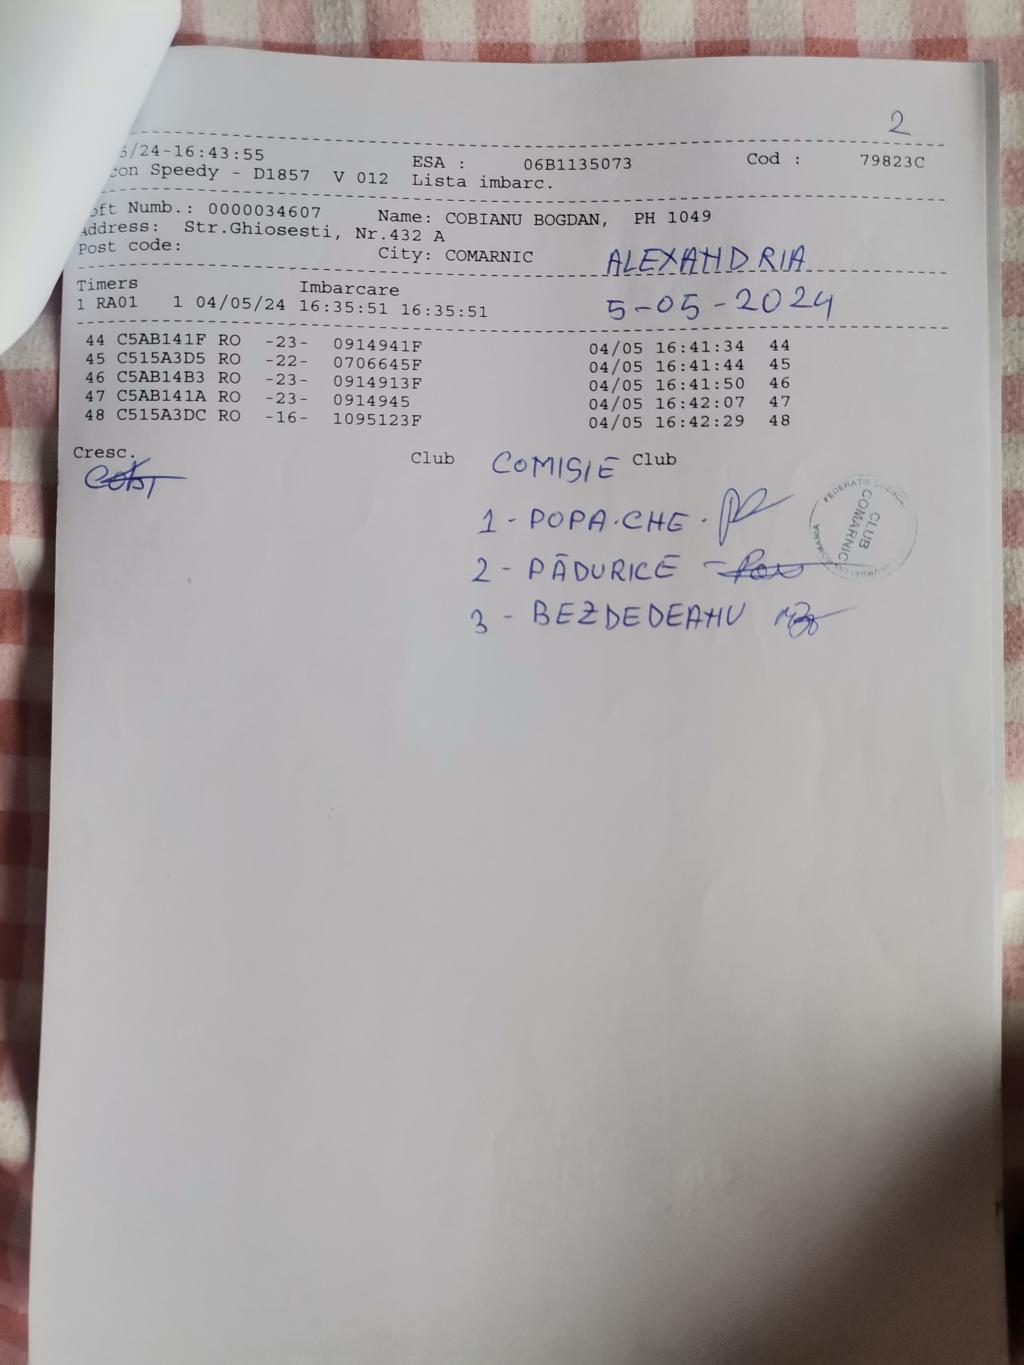 2
5/24-16:43:55 ESA : 06B1135073 Cod : 79823C
con Speedy - D1857 V 012 Lista imbarc.
oft Numb.: 0000034607 Name: COBIANU BOGDAN, PH 1049
Address: Str.Ghiosesti, Nr.432 A
Post code: City: COMARNIC ALEXANDRIA
Timers Imbarcare
1 RA01 1 04/05/24 16:35:51 16:35:51 5-05-2024
44 C5AB141F RO -23- 0914941F 04/05 16:41:34 44
45 C515A3D5 RO -22- 0706645F 04/05 16:41:44 45
46 C5AB14B3 RO -23- 0914913F 04/05 16:41:50 46
47 C5AB141A RO -23- 0914945 04/05 16:42:07 47
48 C515A3DC RO -16- 1095123F 04/05 16:42:29 48
Cresc. Club COMISIE Club
1 - POPA.CHE.
2 - PĂDURICE
3 - BEZDEDEANU
CLUB
COMARNIC